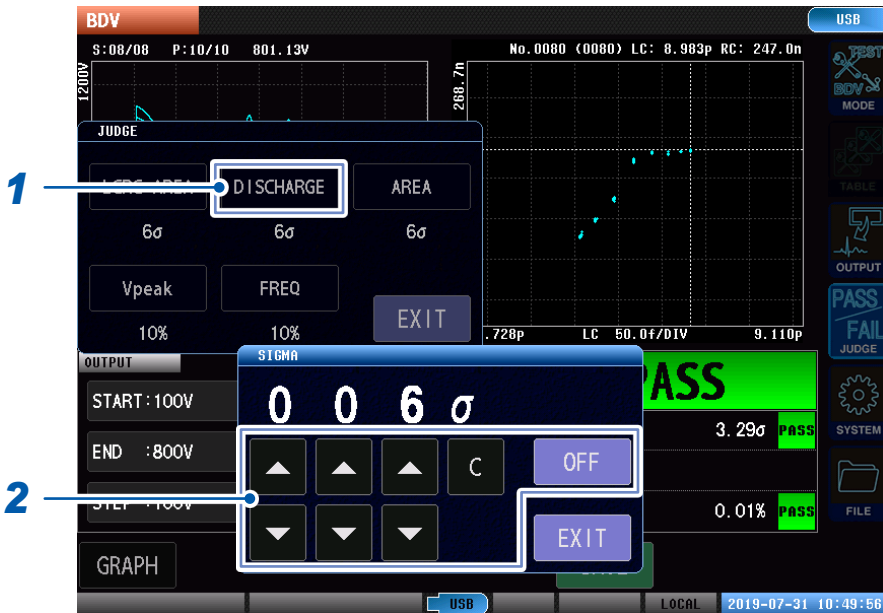 BDV
USB
S:08/08 P:10/10 801.13V
No.0080 (0080) LC: 8.983p RC: 247.0n
1200V
268.7n
TEST
BDV
MODE
TABLE
OUTPUT
PASS
FAIL
JUDGE
SYSTEM
FILE
JUDGE
1
DISCHARGE
AREA
6σ
6σ
6σ
Vpeak
FREQ
EXIT
10%
10%
.728p LC 50.0f/DIV 9.110p
OUTPUT
START:100V
END :800V
2
SIGMA
0 0 6 σ
C
OFF
EXIT
PASS
3.29σ PASS
0.01% PASS
GRAPH
USB
LOCAL
2019-07-31 10:49:56